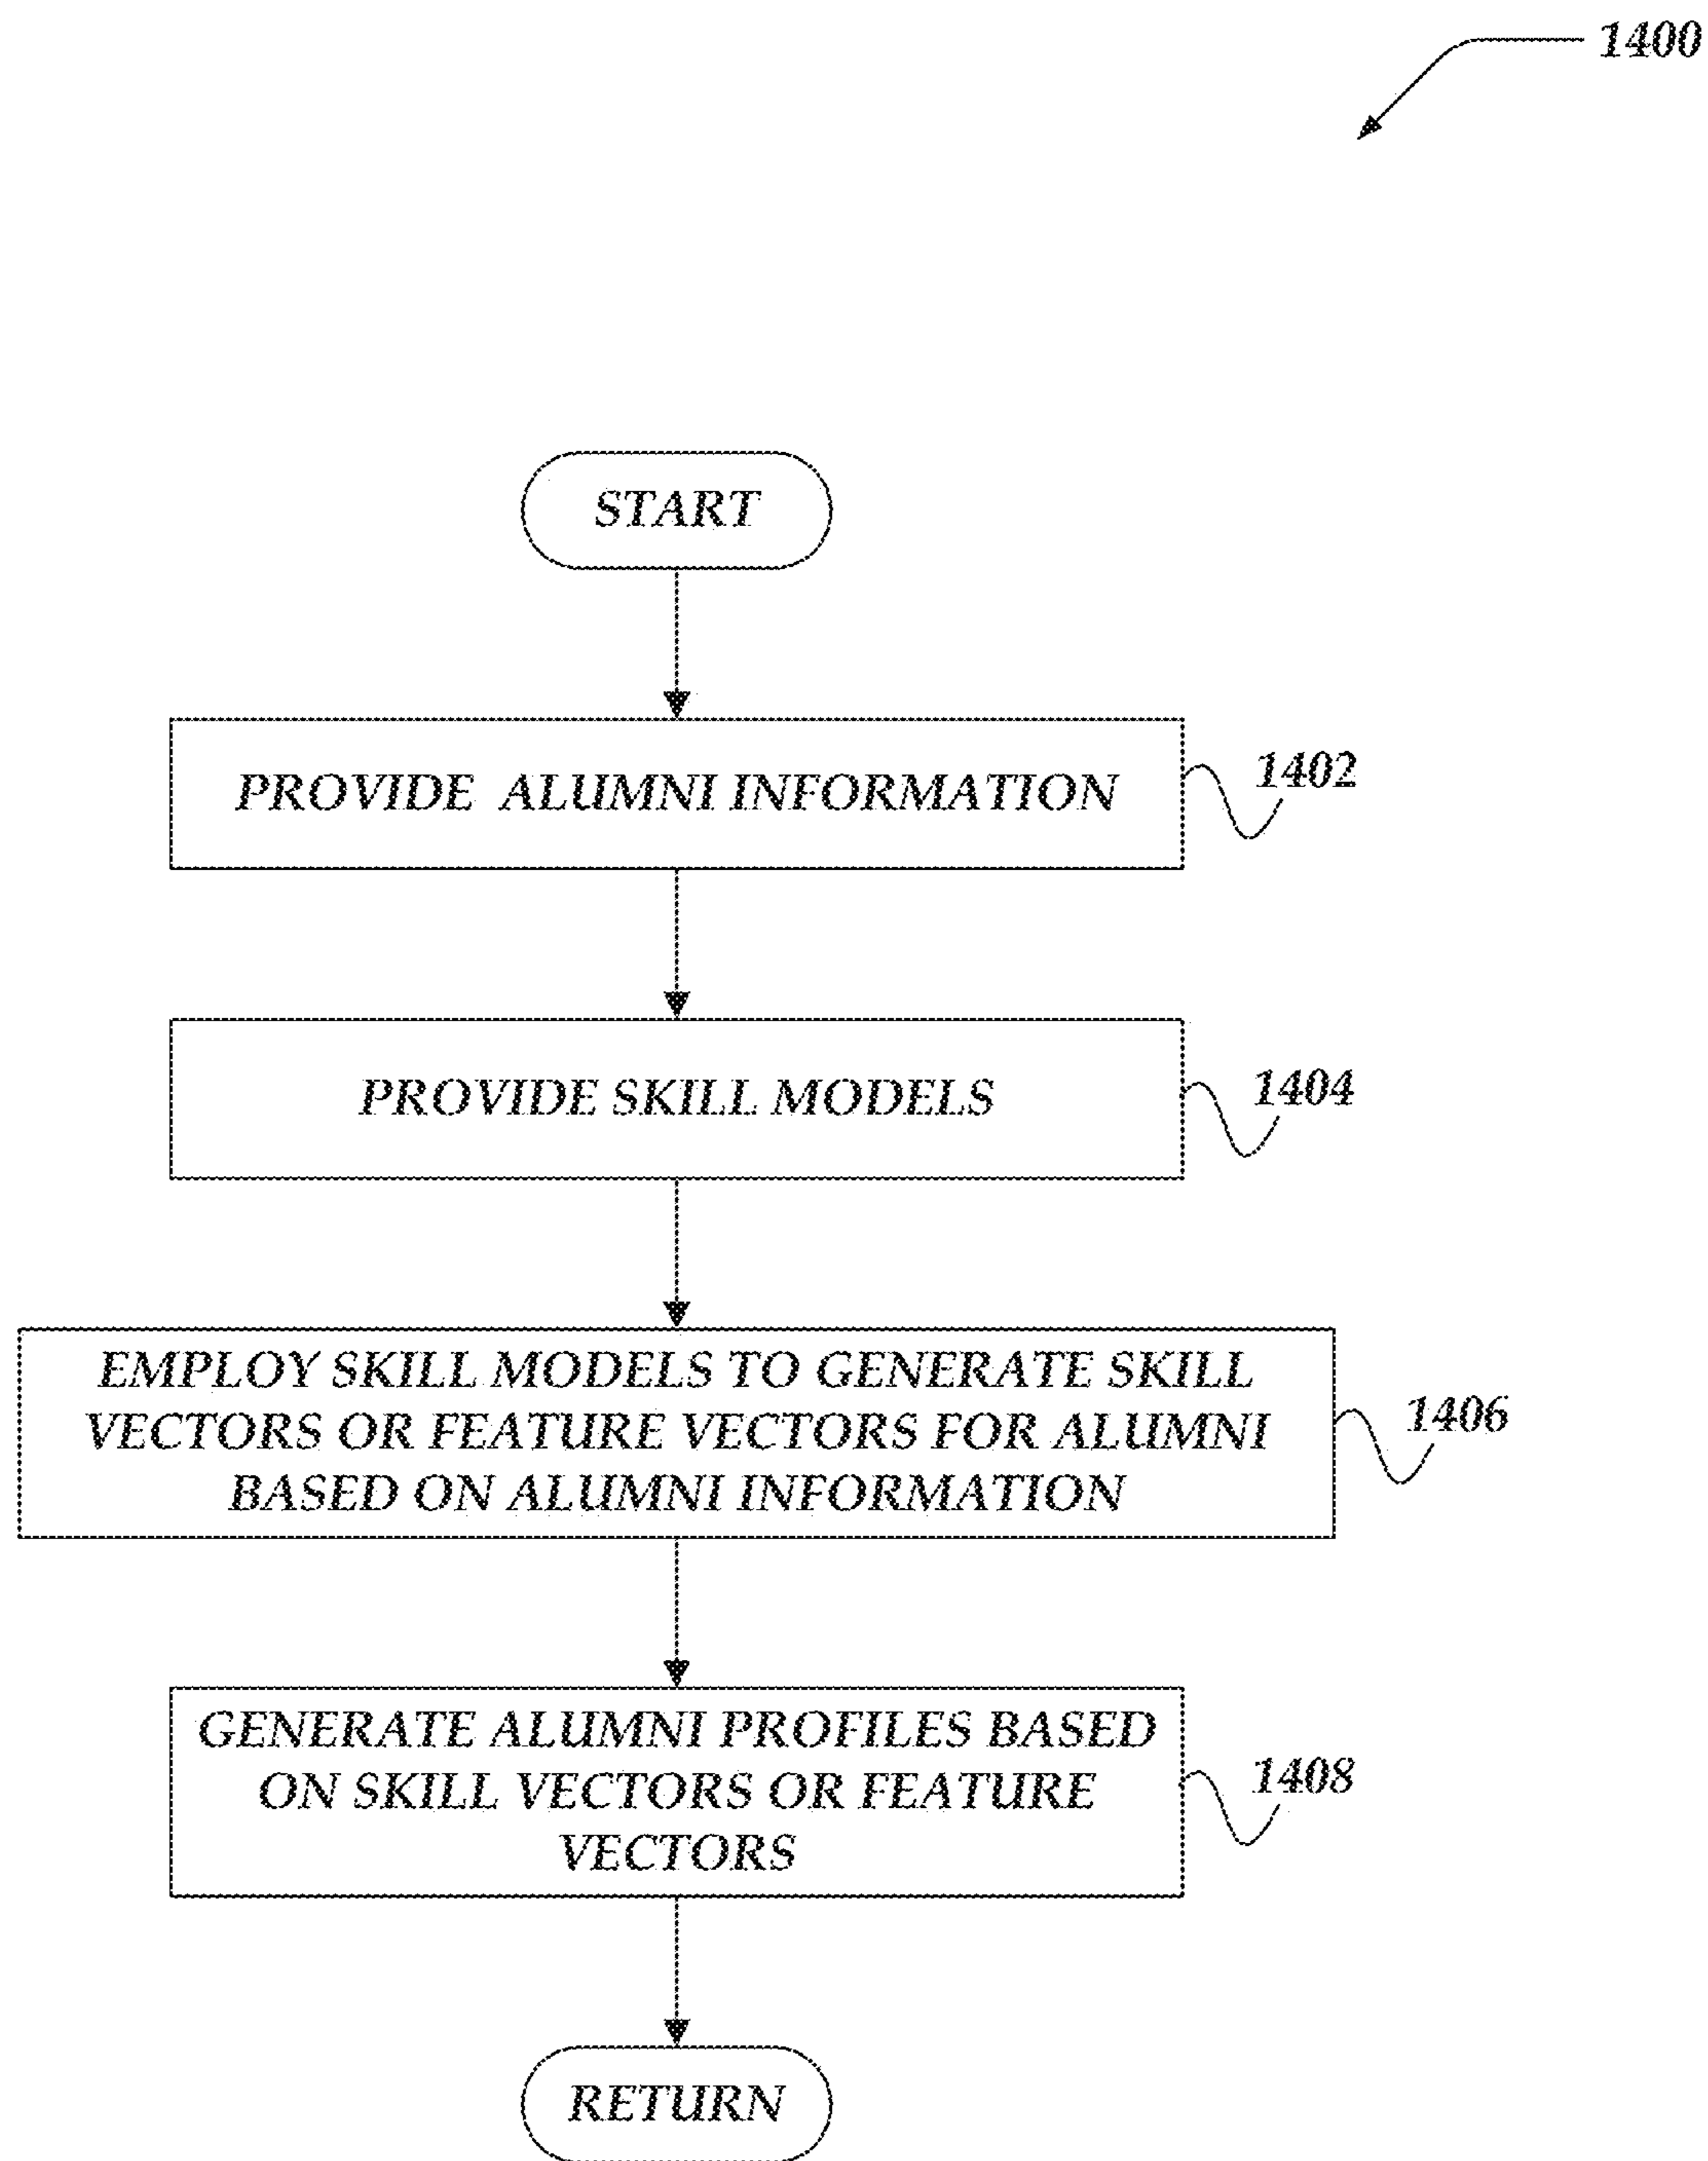 1400
START
PROVIDE ALUMNI INFORMATION
1402
PROVIDE SKILL MODELS
1404
EMPLOY SKILL MODELS TO GENERATE SKILL
VECTORS OR FEATURE VECTORS FOR ALUMNI
BASED ON ALUMNI INFORMATION
1406
GENERATE ALUMNI PROFILES BASED
ON SKILL VECTORS OR FEATURE
VECTORS
1408
RETURN